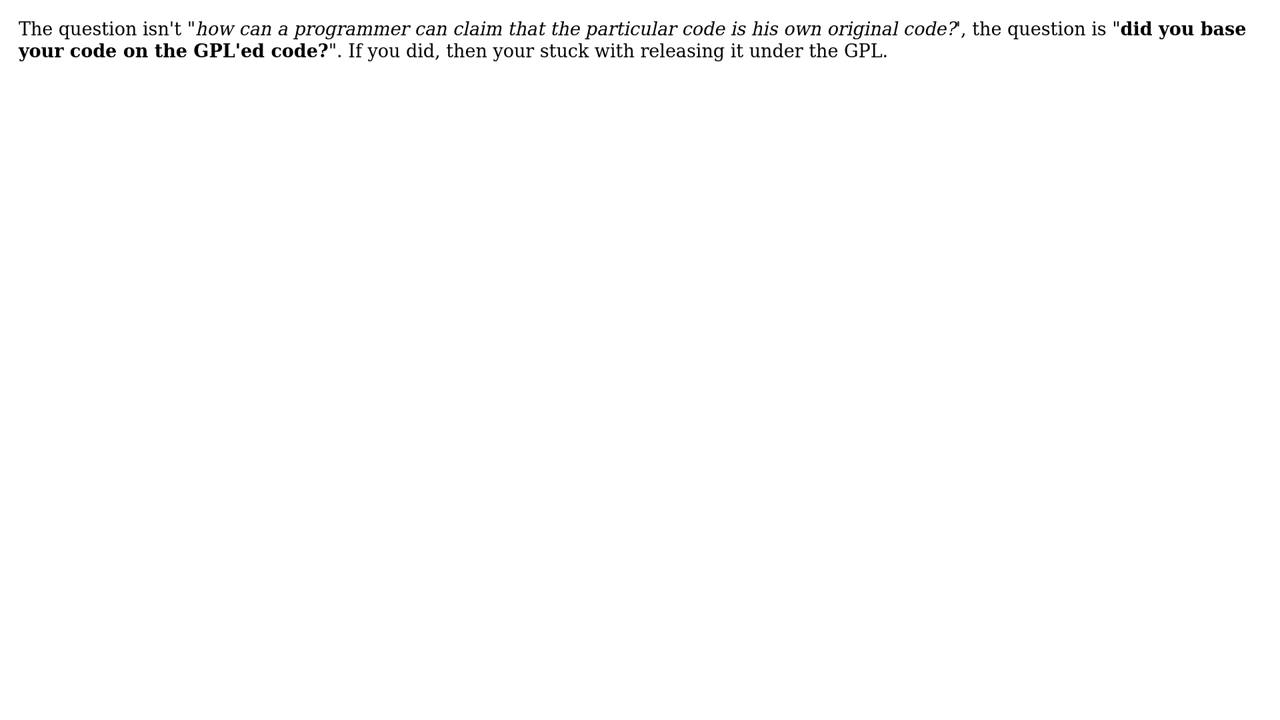 The question isn't "how can a programmer can claim that the particular code is his own original code?', the question is "did you base
your code on the GPL'ed code?". If you did, then your stuck with releasing it under the GPL.